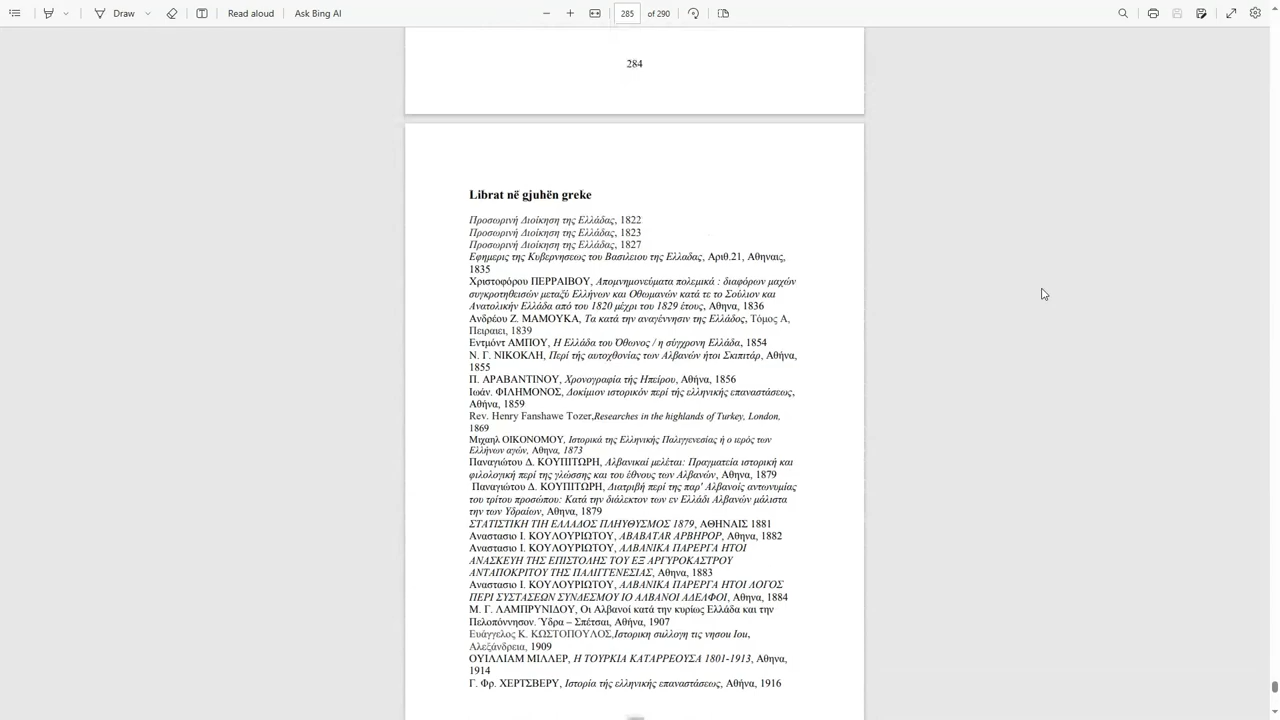 Draw
Read aloud
Ask Bing AI
285
of 290
284
Librat në gjuhën greke
Προσωρινή Διοίκηση της Ελλάδας, 1822
Προσωρινή Διοίκηση της Ελλάδας, 1823
Προσωρινή Διοίκηση της Ελλάδας, 1827
Εφημερις της Κυβερνησεως του Βασιλειου της Ελλαδας, Αριθ.21, Αθηναις,
1835
Χριστοφόρου ΠΕΡΡΑΙΒΟΥ, Απομνημονεύματα πολεμικά : διαφόρων μαχών
συγκροτηθεισών μεταξύ Ελλήνων και Οθωμανών κατά τε το Σούλιον και
Ανατολικήν Ελλάδα από του 1820 μέχρι του 1829 έτους, Αθηνα, 1836
Ανδρέου Ζ. ΜΑΜΟΥΚΑ, Τα κατά την αναγέννησιν της Ελλάδος, Τόμος Α,
Πειραιει, 1839
Εντμόντ ΑΜΠΟΥ, Η Ελλάδα του Όθωνος / η σύγχρονη Ελλάδα, 1854
Ν. Γ. ΝΙΚΟΚΛΗ, Περί τής αυτοχθονίας των Αλβανών ήτοι Σκιπιτάρ, Αθήνα,
1855
Π. ΑΡΑΒΑΝΤΙΝΟΥ, Χρονογραφία τής Ηπείρου, Αθήνα, 1856
Ιωάν. ΦΙΛΗΜΟΝΟΣ, Δοκίμιον ιστορικόν περί τής ελληνικής επαναστάσεως,
Αθήνα, 1859
Rev. Henry Fanshawe Tozer,Researches in the highlands of Turkey, London,
1869
Μιχαηλ ΟΙΚΟΝΟΜΟΥ, Ιστορικά της Ελληνικής Παλιγγενεσίας ή ο ιερός των
Ελλήνων αγών, Αθηνα, 1873
Παναγιώτου Δ. ΚΟΥΠΙΤΩΡΗ, Αλβανικαί μελέται: Πραγματεία ιστορική και
φιλολογική περί της γλώσσης και του έθνους των Αλβανών, Αθηνα, 1879
Παναγιώτου Δ. ΚΟΥΠΙΤΩΡΗ, Διατριβή περί της παρ' Αλβανοίς αντωνυμίας
του τρίτου προσώπου: Κατά την διάλεκτον των εν Ελλάδι Αλβανών μάλιστα
την των Υδραίων, Αθηνα, 1879
ΣΤΑΤΙΣΤΙΚΗ ΤΙΗ ΕΛΛΑΔΟΣ ΠΛΗΥΘΥΣΜΟΣ 1879, ΑΘΗΝΑΙΣ 1881
Αναστασιο Ι. ΚΟΥΛΟΥΡΙΩΤΟΥ, ΑΒΑΒΑΤΑR ΑΡΒΗΡΟΡ, Αθηνα, 1882
Αναστασιο Ι. ΚΟΥΛΟΥΡΙΩΤΟΥ, ΑΛΒΑΝΙΚΑ ΠΑΡΕΡΓΑ ΗΤΟΙ
ΑΝΑΣΚΕΥΗ ΤΗΣ ΕΠΙΣΤΟΛΗΣ ΤΟΥ ΕΞ ΑΡΓΥΡΟΚΑΣΤΡΟΥ
ΑΝΤΑΠΟΚΡΙΤΟΥ ΤΗΣ ΠΑΛΙΓΓΕΝΕΣΙΑΣ, Αθηνα, 1883
Αναστασιο Ι. ΚΟΥΛΟΥΡΙΩΤΟΥ, ΑΛΒΑΝΙΚΑ ΠΑΡΕΡΓΑ ΗΤΟΙ ΛΟΓΟΣ
ΠΕΡΙ ΣΥΣΤΑΣΕΩΝ ΣΥΝΔΕΣΜΟΥ ΙΟ ΑΛΒΑΝΟΙ ΑΔΕΛΦΟΙ, Αθηνα, 1884
Μ. Γ. ΛΑΜΠΡΥΝΙΔΟΥ, Οι Αλβανοί κατά την κυρίως Ελλάδα και την
Πελοπόννησον. Ύδρα – Σπέτσαι, Αθήνα, 1907
Ευάγγελος Κ. ΚΩΣΤΟΠΟΥΛΟΣ,Ιστορικη συλλογη τις νησου Ιου,
Αλεξάνδρεια, 1909
ΟΥΙΛΛΙΑΜ ΜΙΛΛΕΡ, Η ΤΟΥΡΚΙΑ ΚΑΤΑΡΡΕΟΥΣΑ 1801-1913, Αθηνα,
1914
Γ. Φρ. ΧΕΡΤΣΒΕΡΥ, Ιστορία τής ελληνικής επαναστάσεως, Αθήνα, 1916